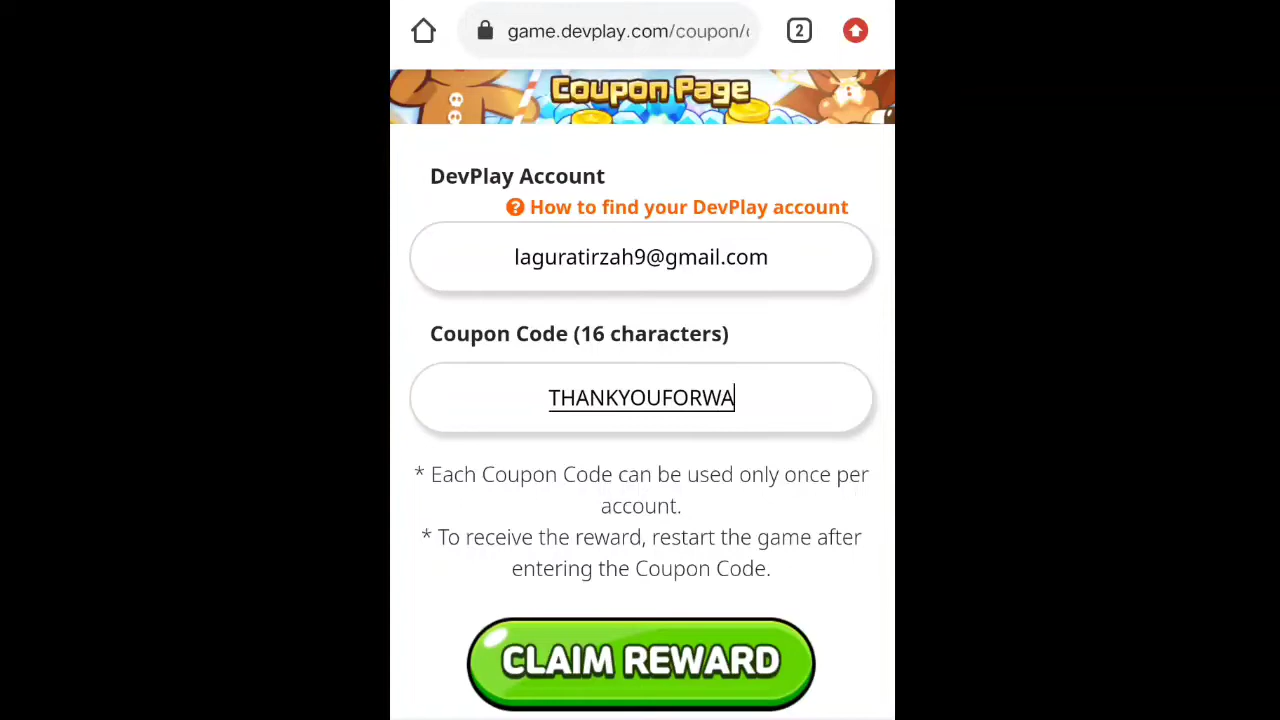 game.devplay.com/coupon/
2
Coupon Page
DevPlay Account
? How to find your DevPlay account
laguratirzah9@gmail.com
Coupon Code (16 characters)
THANKYOUFORWA
* Each Coupon Code can be used only once per
account.
* To receive the reward, restart the game after
entering the Coupon Code.
CLAIM REWARD